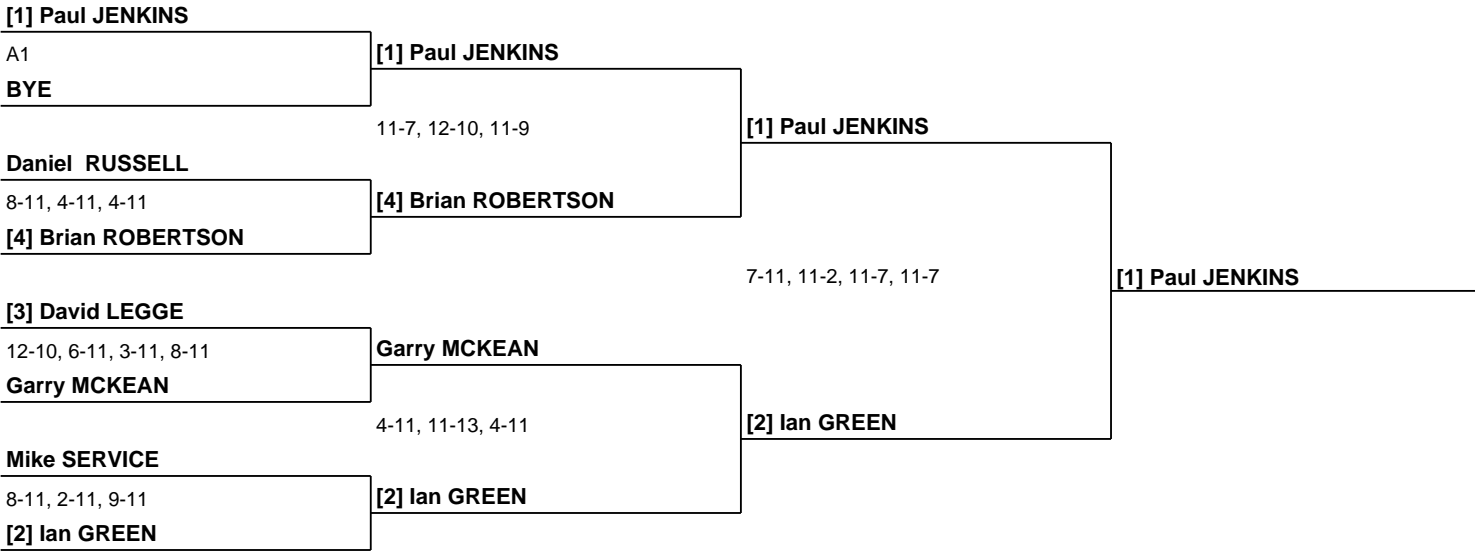 [1] Paul JENKINS
A1
BYE
Daniel  RUSSELL
8-11, 4-11, 4-11
[4] Brian ROBERTSON
[3] David LEGGE
12-10, 6-11, 3-11, 8-11
Garry MCKEAN
Mike SERVICE
8-11, 2-11, 9-11
[2] Ian GREEN
[1] Paul JENKINS
11-7, 12-10, 11-9
[4] Brian ROBERTSON
Garry MCKEAN
4-11, 11-13, 4-11
[2] Ian GREEN
[1] Paul JENKINS
7-11, 11-2, 11-7, 11-7
[2] Ian GREEN
[1] Paul JENKINS